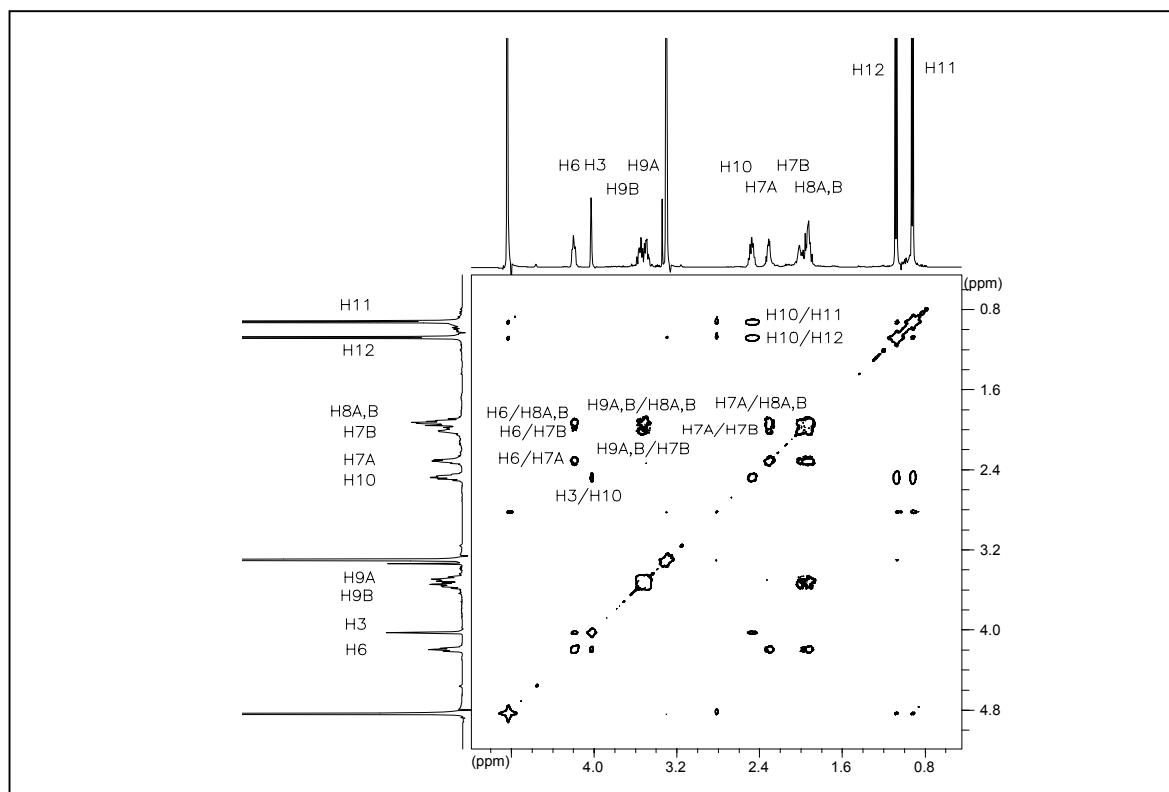 H12 H11
H6 H3 H9A H10 H7B
H9B H7A H8A,B
(ppm)
H11
0.8
H10/H11
H12
H10/H12
1.6
H8A,B
H6/H8A,B H9A,B/H8A,B H7A/H8A,B
H7B
H6/H7B H7A/H7B
H9A,B/H7B
H7A
H6/H7A
2.4
H10
H3/H10
3.2
H9A
H9B
H3
4.0
H6
4.8
(ppm) 4.0 3.2 2.4 1.6 0.8